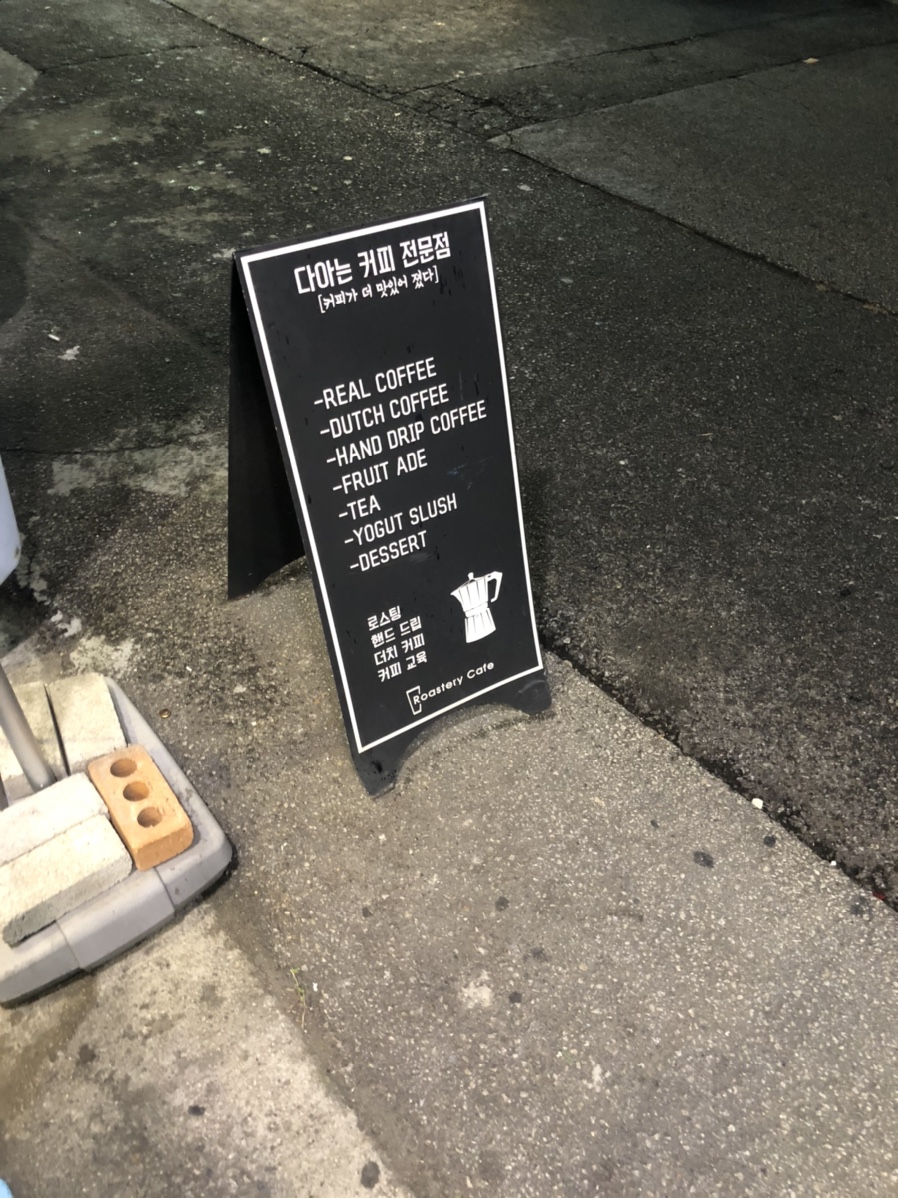 다아는 커피 전문점
[커피가 더 맛있어 졌다]
-REAL COFFEE
-DUTCH COFFEE
-HAND DRIP COFFEE
-FRUIT ADE
-TEA
-YOGUT SLUSH
-DESSERT
로스팅
핸드 드립
더치 커피
커피 교육
Roastery Cafe